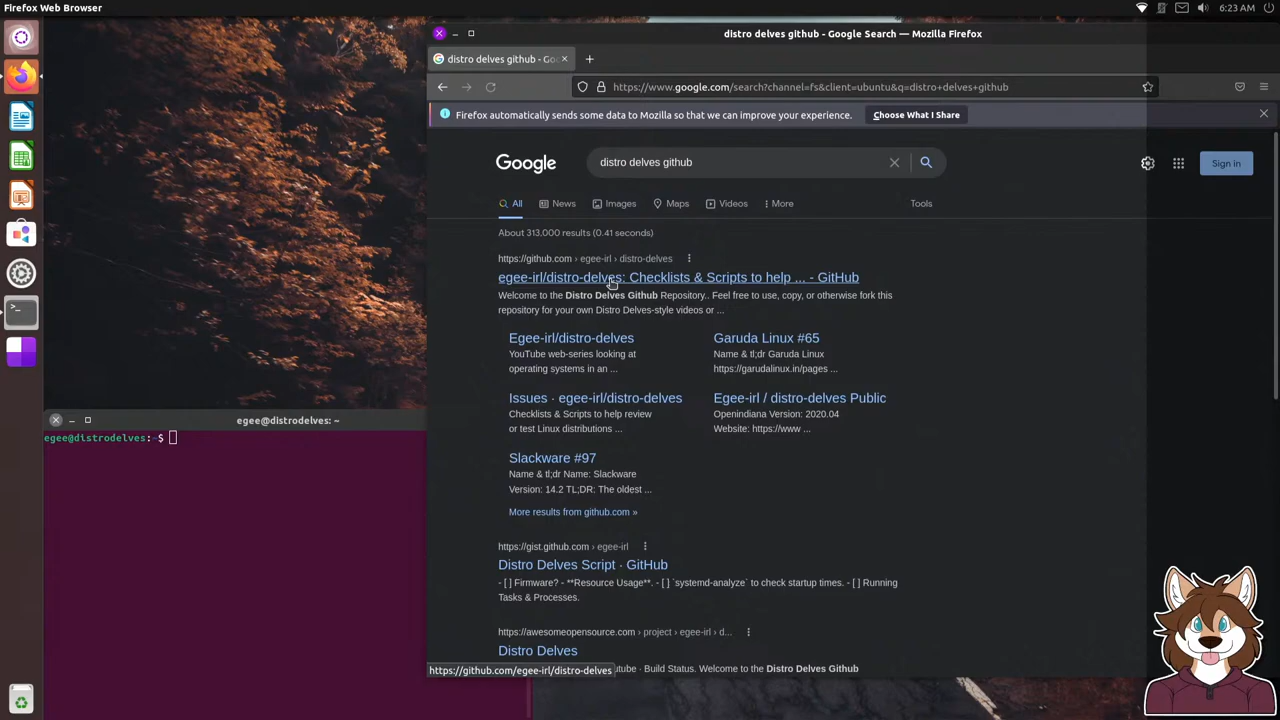 Firefox Web Browser
6:23 AM
distro delves github - Google Search — Mozilla Firefox
distro delves github - Goo
https://www.google.com/search?channel=fs&client=ubuntu&q=distro+delves+github
Firefox automatically sends some data to Mozilla so that we can improve your experience.
Choose What I Share
Google
distro delves github
Sign in
All
News
Images
Maps
Videos
More
Tools
About 313,000 results (0.41 seconds)
https://github.com › egee-irl › distro-delves
egee-irl/distro-delves: Checklists & Scripts to help ... - GitHub
Welcome to the Distro Delves Github Repository.. Feel free to use, copy, or otherwise fork this
repository for your own Distro Delves-style videos or ...
Egee-irl/distro-delves
YouTube web-series looking at
operating systems in an ...
Garuda Linux #65
Name & tl;dr Garuda Linux
https://garudalinux.in/pages ...
Issues · egee-irl/distro-delves
Checklists & Scripts to help review
or test Linux distributions ...
Egee-irl / distro-delves Public
Openindiana Version: 2020.04
Website: https://www ...
Slackware #97
Name & tl;dr Name: Slackware
Version: 14.2 TL;DR: The oldest ...
More results from github.com »
https://gist.github.com › egee-irl
Distro Delves Script · GitHub
- [ ] Firmware? - **Resource Usage**. - [ ] `systemd-analyze` to check startup times. - [ ] Running
Tasks & Processes.
https://awesomeopensource.com › project › egee-irl › d...
Distro Delves
utube · Build Status. Welcome to the Distro Delves Github
https://github.com/egee-irl/distro-delves
egee@distrodelves: ~
egee@distrodelves:~$